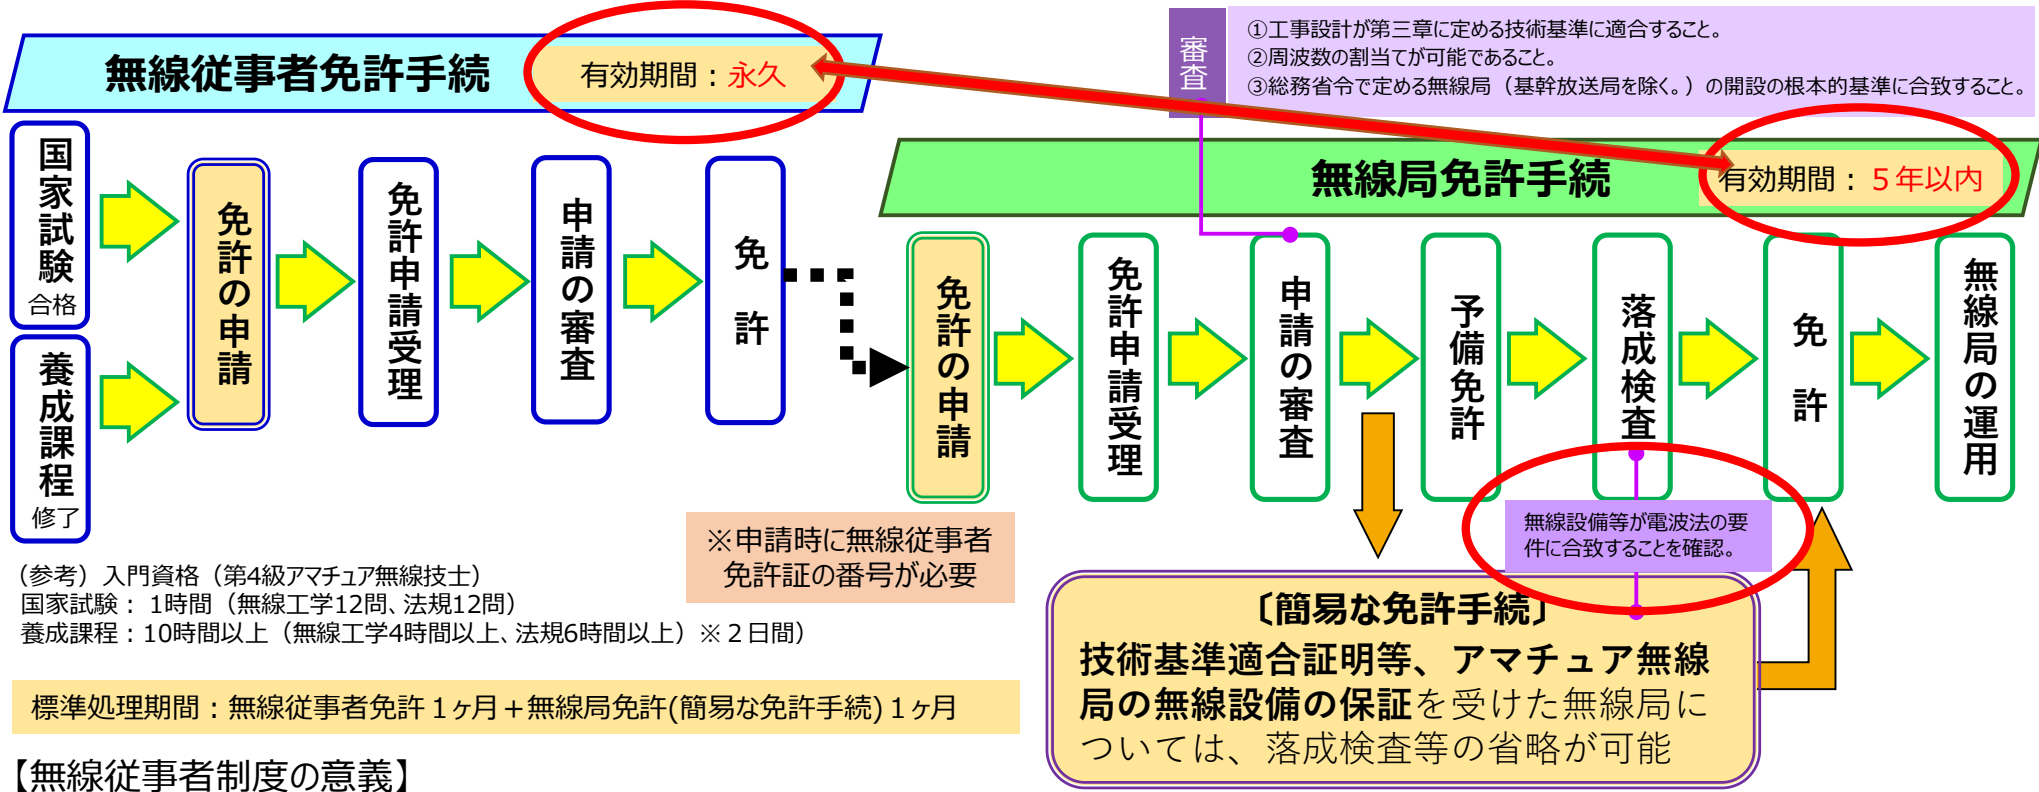 無線従事者免許手続
有効期間：永久
審査
①工事設計が第三章に定める技術基準に適合すること。
②周波数の割当てが可能であること。
③総務省令で定める無線局（基幹放送局を除く。）の開設の根本的基準に合致すること。
無線局免許手続
有効期間：５年以内
国家試験
合格
養成課程
修了
免許の申請
免許申請受理
申請の審査
免許
免許の申請
免許申請受理
申請の審査
予備免許
落成検査
免許
無線局の運用
※申請時に無線従事者
免許証の番号が必要
無線設備等が電波法の要
件に合致することを確認。
（参考）入門資格（第4級アマチュア無線技士）
国家試験：1時間（無線工学12問、法規12問）
養成課程：10時間以上（無線工学4時間以上、法規6時間以上）※２日間）
標準処理期間：無線従事者免許１ヶ月＋無線局免許(簡易な免許手続)１ヶ月
〔簡易な免許手続〕
技術基準適合証明等、アマチュア無線
局の無線設備の保証を受けた無線局に
ついては、落成検査等の省略が可能
【無線従事者制度の意義】